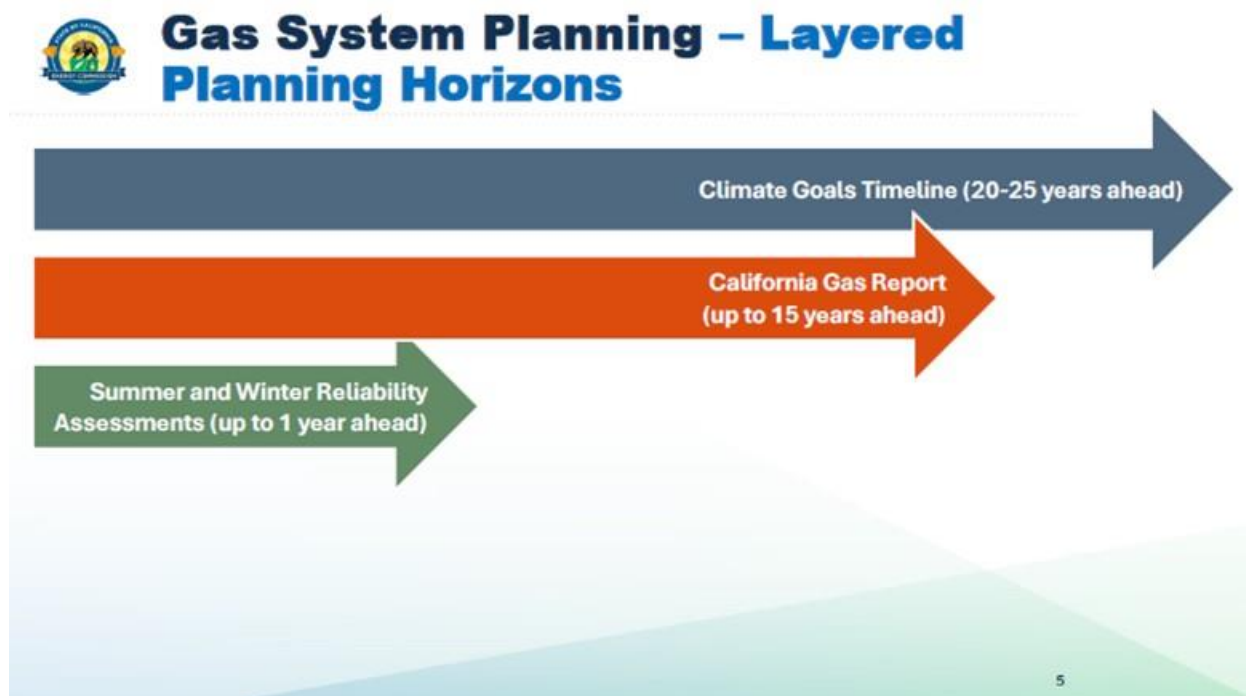 Gas System Planning – Layered
Planning Horizons
Climate Goals Timeline (20-25 years ahead)
California Gas Report
(up to 15 years ahead)
Summer and Winter Reliability
Assessments (up to 1 year ahead)
5